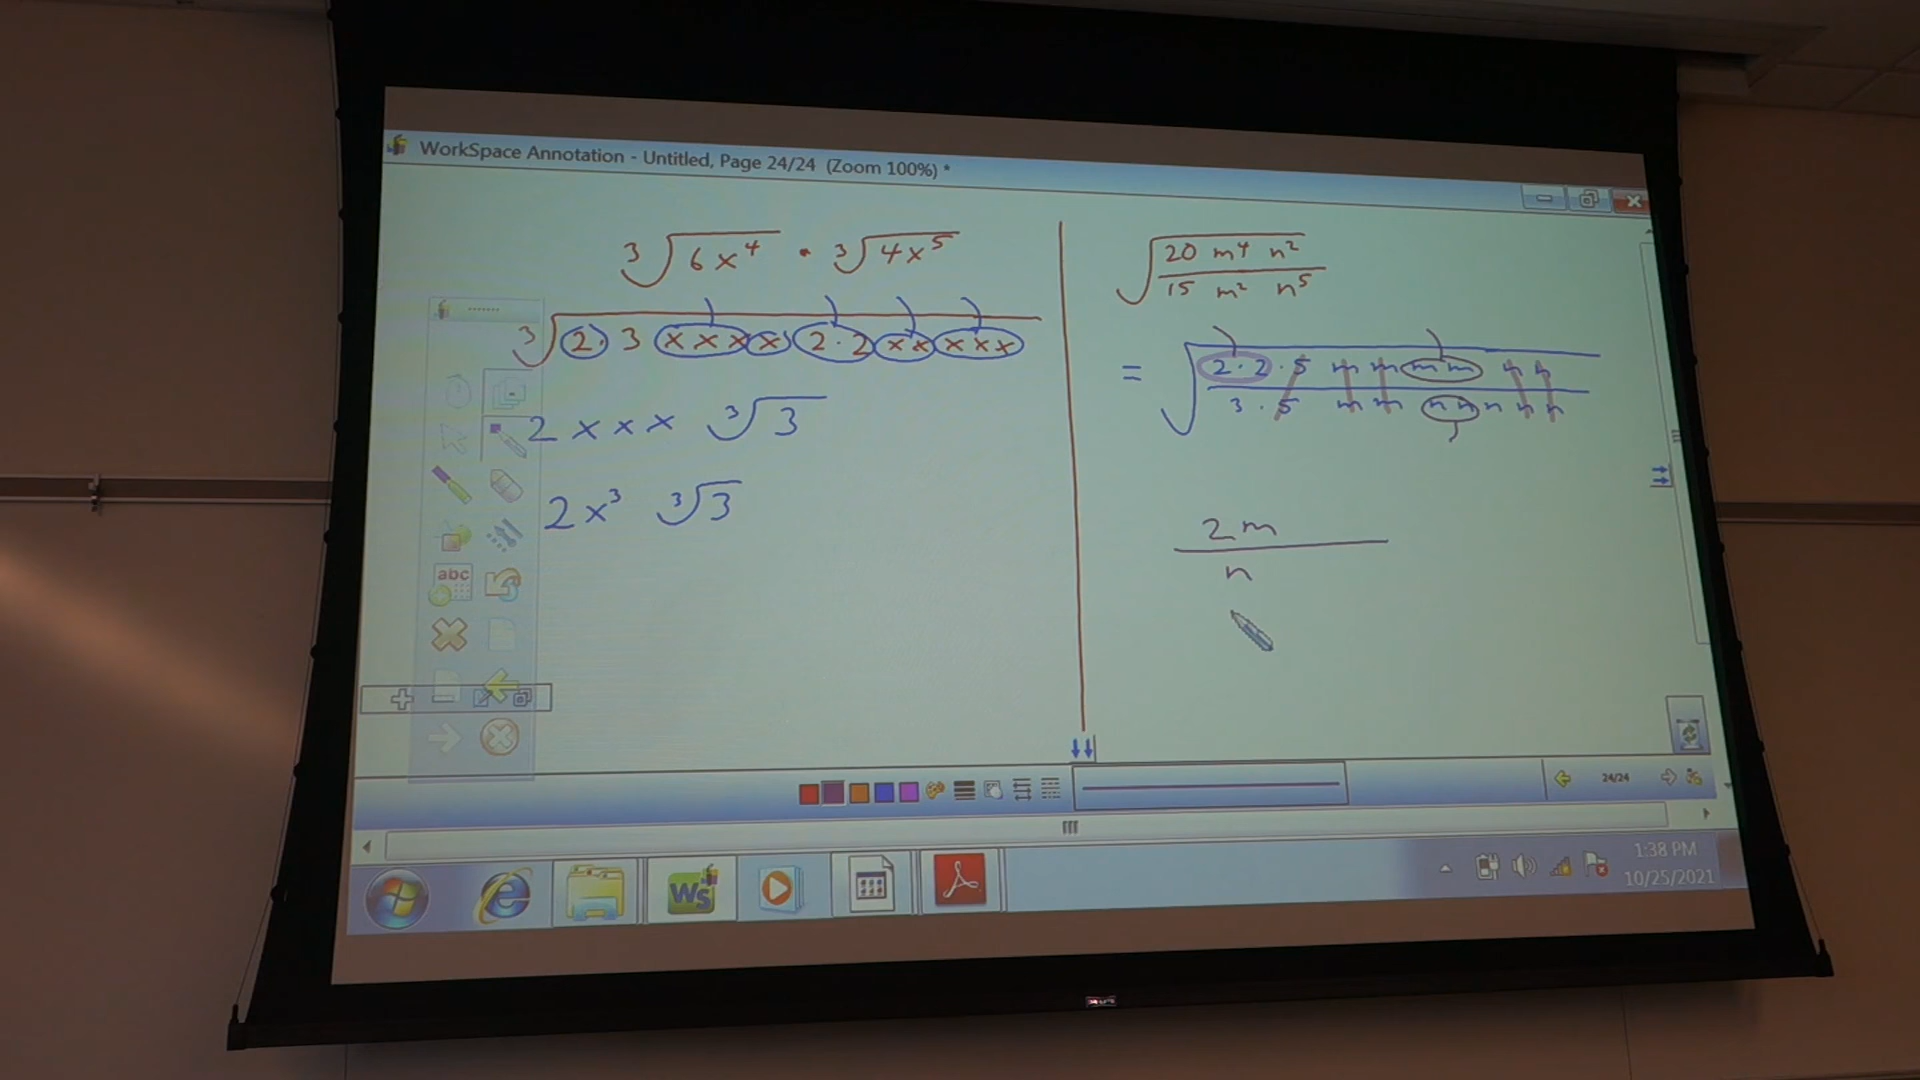 WorkSpace Annotation - Untitled, Page 24/24 (Zoom 100%) *
³√6x⁴ · ³√4x⁵
³√2· 3 x x x x 2·2 x x x x x
2 x x x ³√3
2x³ ³√3
√20 m⁴ n² / 15 m² n⁵
= √2·2·5 m m m m n n / 3·5 m m n n n n n
2m
n
abc
24/24
WS
1:38 PM
10/25/2021